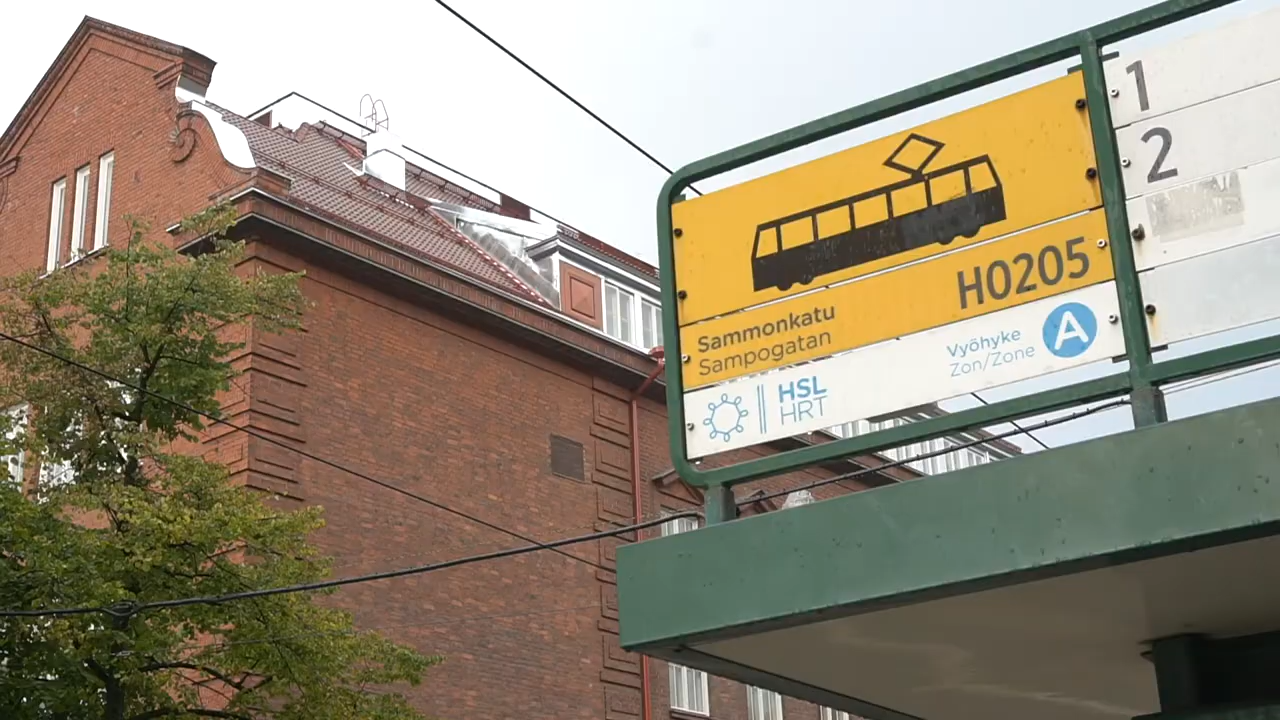 1
2
H0205
Sammonkatu
Sampogatan
Vyöhyke
Zon/Zone
A
HSL
HRT